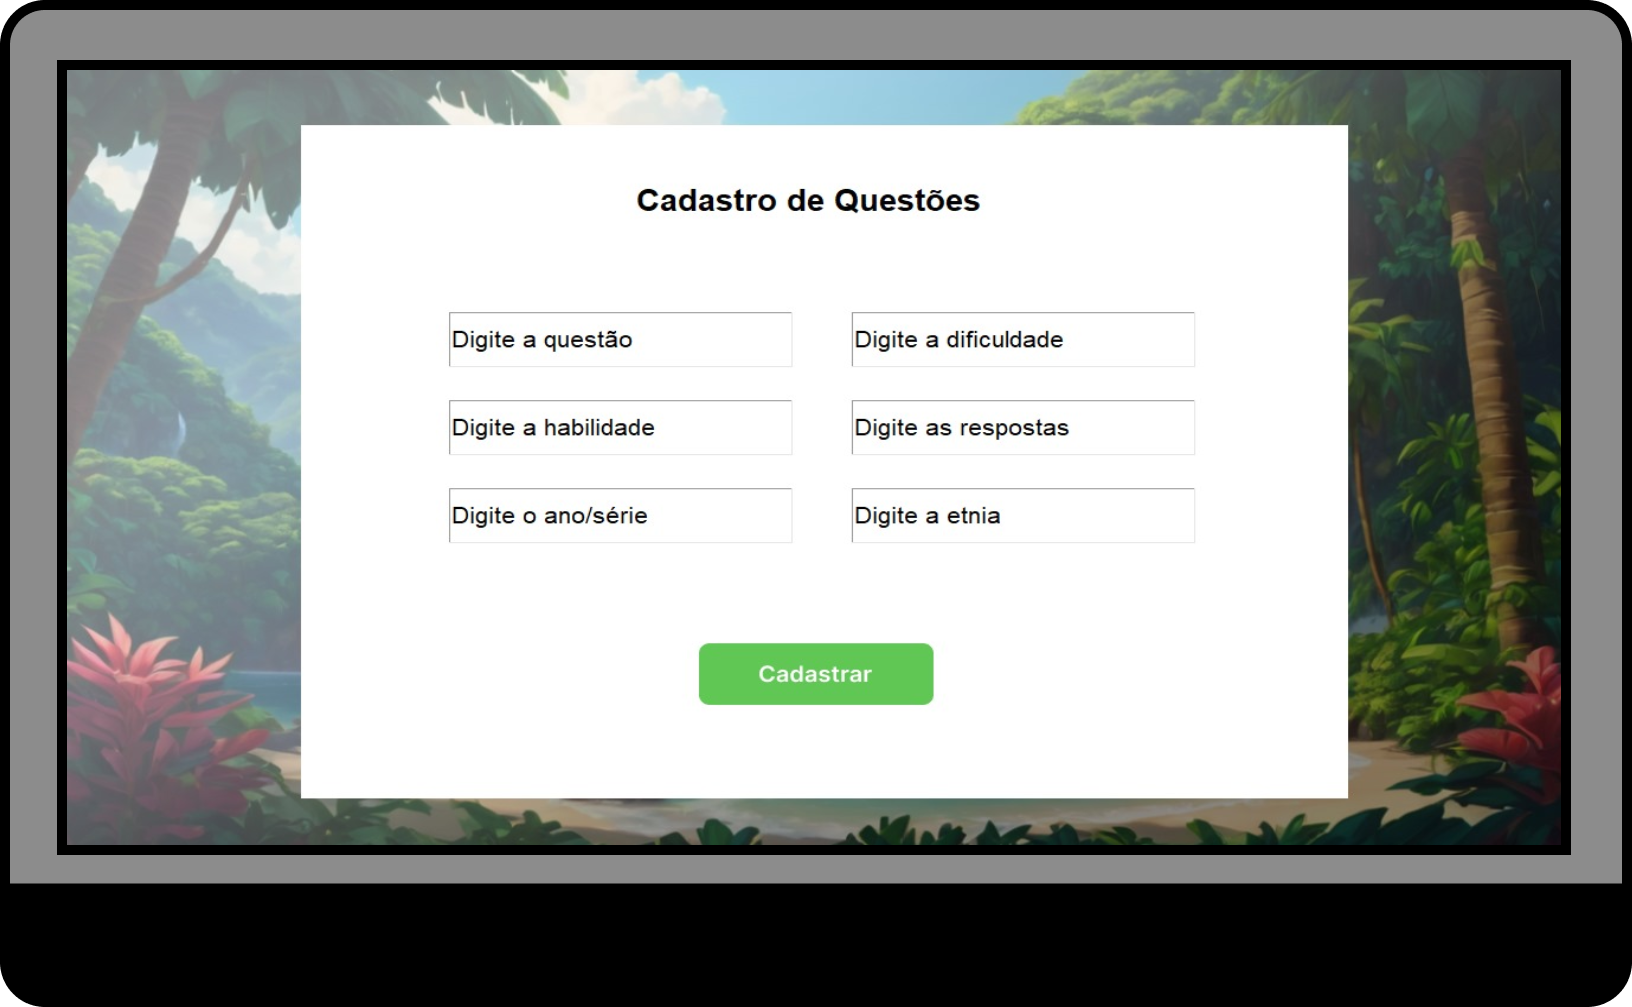 Cadastro de Questões
Digite a questão
Digite a dificuldade
Digite a habilidade
Digite as respostas
Digite o ano/série
Digite a etnia
Cadastrar